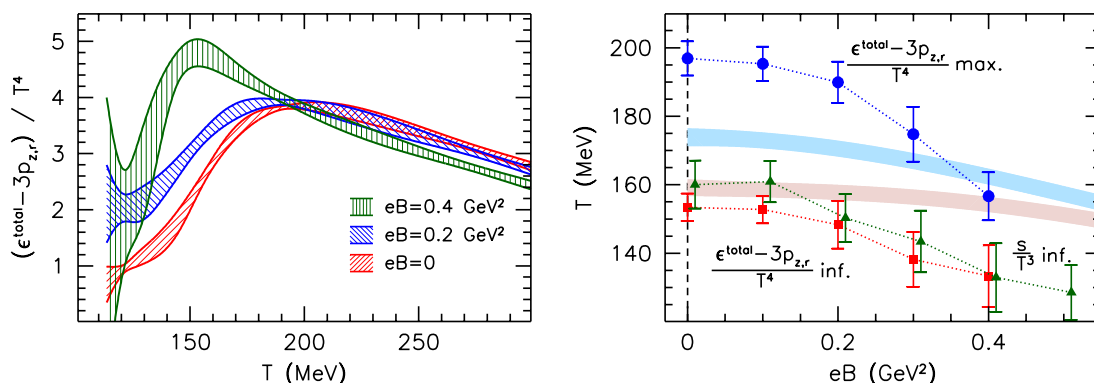 (ϵ^total−3p_z,r) / T⁴
5
4
3
2
1
150
200
250
T (MeV)
eB=0.4 GeV²
eB=0.2 GeV²
eB=0
T (MeV)
200
180
160
140
0
0.2
0.4
eB (GeV²)
ϵ^total−3p_z,r
T⁴
max.
ϵ^total−3p_z,r
T⁴
inf.
s
T³
inf.